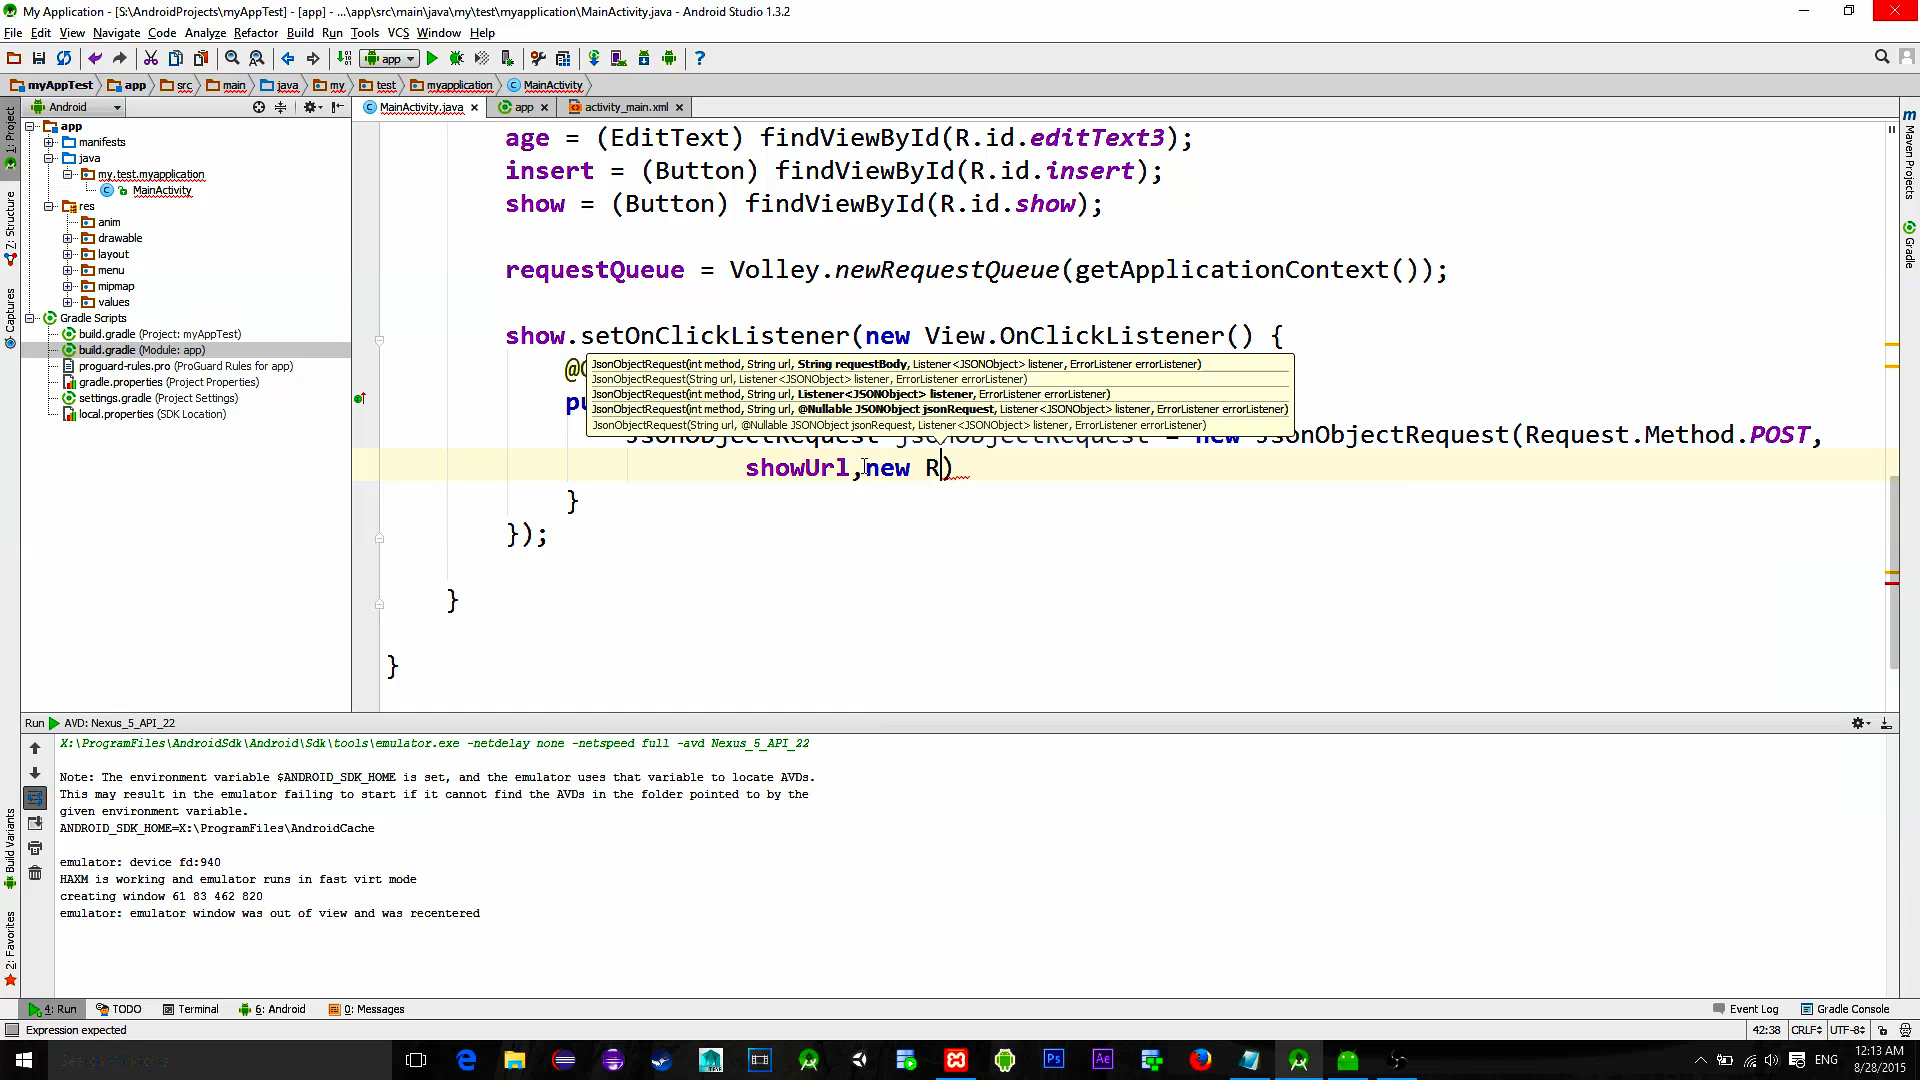 My Application - [S:\AndroidProjects\myAppTest] - [app] - ...\app\src\main\java\my\test\myapplication\MainActivity.java - Android Studio 1.3.2
File Edit View Navigate Code Analyze Refactor Build Run Tools VCS Window Help
app
myAppTest app src main java my test myapplication MainActivity
Android
MainActivity.java app activity_main.xml
1: Project
Z: Structure
Captures
Build Variants
2: Favorites
Maven Projects
Gradle
app
manifests
java
my.test.myapplication
MainActivity
res
anim
drawable
layout
menu
mipmap
values
Gradle Scripts
build.gradle (Project: myAppTest)
build.gradle (Module: app)
proguard-rules.pro (ProGuard Rules for app)
gradle.properties (Project Properties)
settings.gradle (Project Settings)
local.properties (SDK Location)
age = (EditText) findViewById(R.id.editText3);
insert = (Button) findViewById(R.id.insert);
show = (Button) findViewById(R.id.show);
requestQueue = Volley.newRequestQueue(getApplicationContext());
show.setOnClickListener(new View.OnClickListener() {
JsonObjectRequest(int method, String url, String requestBody, Listener<JSONObject> listener, ErrorListener errorListener)
JsonObjectRequest(String url, Listener<JSONObject> listener, ErrorListener errorListener)
JsonObjectRequest(int method, String url, Listener<JSONObject> listener, ErrorListener errorListener)
JsonObjectRequest(int method, String url, @Nullable JSONObject jsonRequest, Listener<JSONObject> listener, ErrorListener errorListener)
JsonObjectRequest(String url, @Nullable JSONObject jsonRequest, Listener<JSONObject> listener, ErrorListener errorListener)
JsonObjectRequest jsonObjectRequest = new JsonObjectRequest(Request.Method.POST,
showUrl,new R)
}
});
}
}
Run AVD: Nexus_5_API_22
X:\ProgramFiles\AndroidSdk\Android\Sdk\tools\emulator.exe -netdelay none -netspeed full -avd Nexus_5_API_22
Note: The environment variable $ANDROID_SDK_HOME is set, and the emulator uses that variable to locate AVDs.
This may result in the emulator failing to start if it cannot find the AVDs in the folder pointed to by the
given environment variable.
ANDROID_SDK_HOME=X:\ProgramFiles\AndroidCache
emulator: device fd:940
HAXM is working and emulator runs in fast virt mode
creating window 61 83 462 820
emulator: emulator window was out of view and was recentered
4: Run TODO Terminal 6: Android 0: Messages Event Log Gradle Console
Expression expected 42:38 CRLF UTF-8
ENG 12:13 AM
8/28/2015